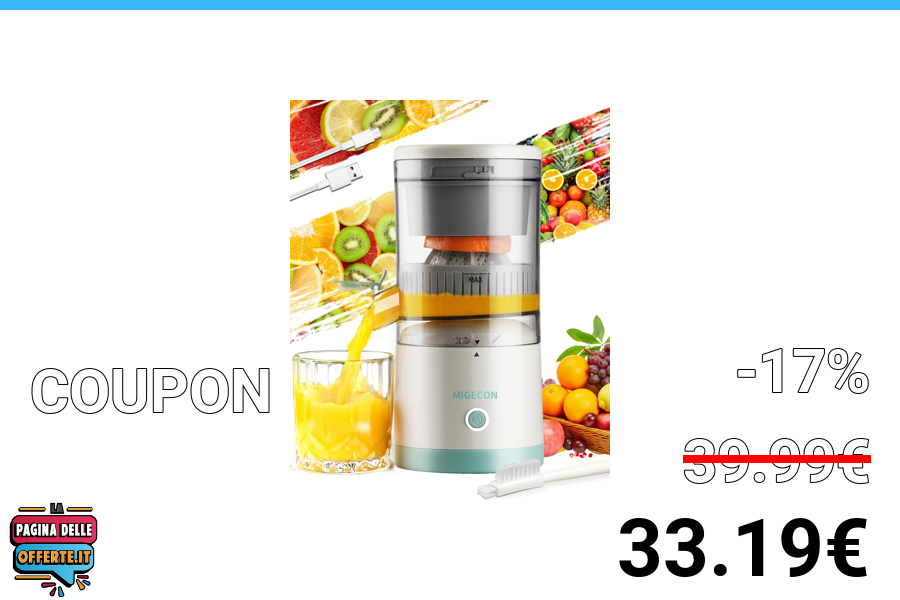 MAX
MIGECON
COUPON
-17%
39.99€
33.19€
LA
PAGINA DELLE
OFFERTE.IT